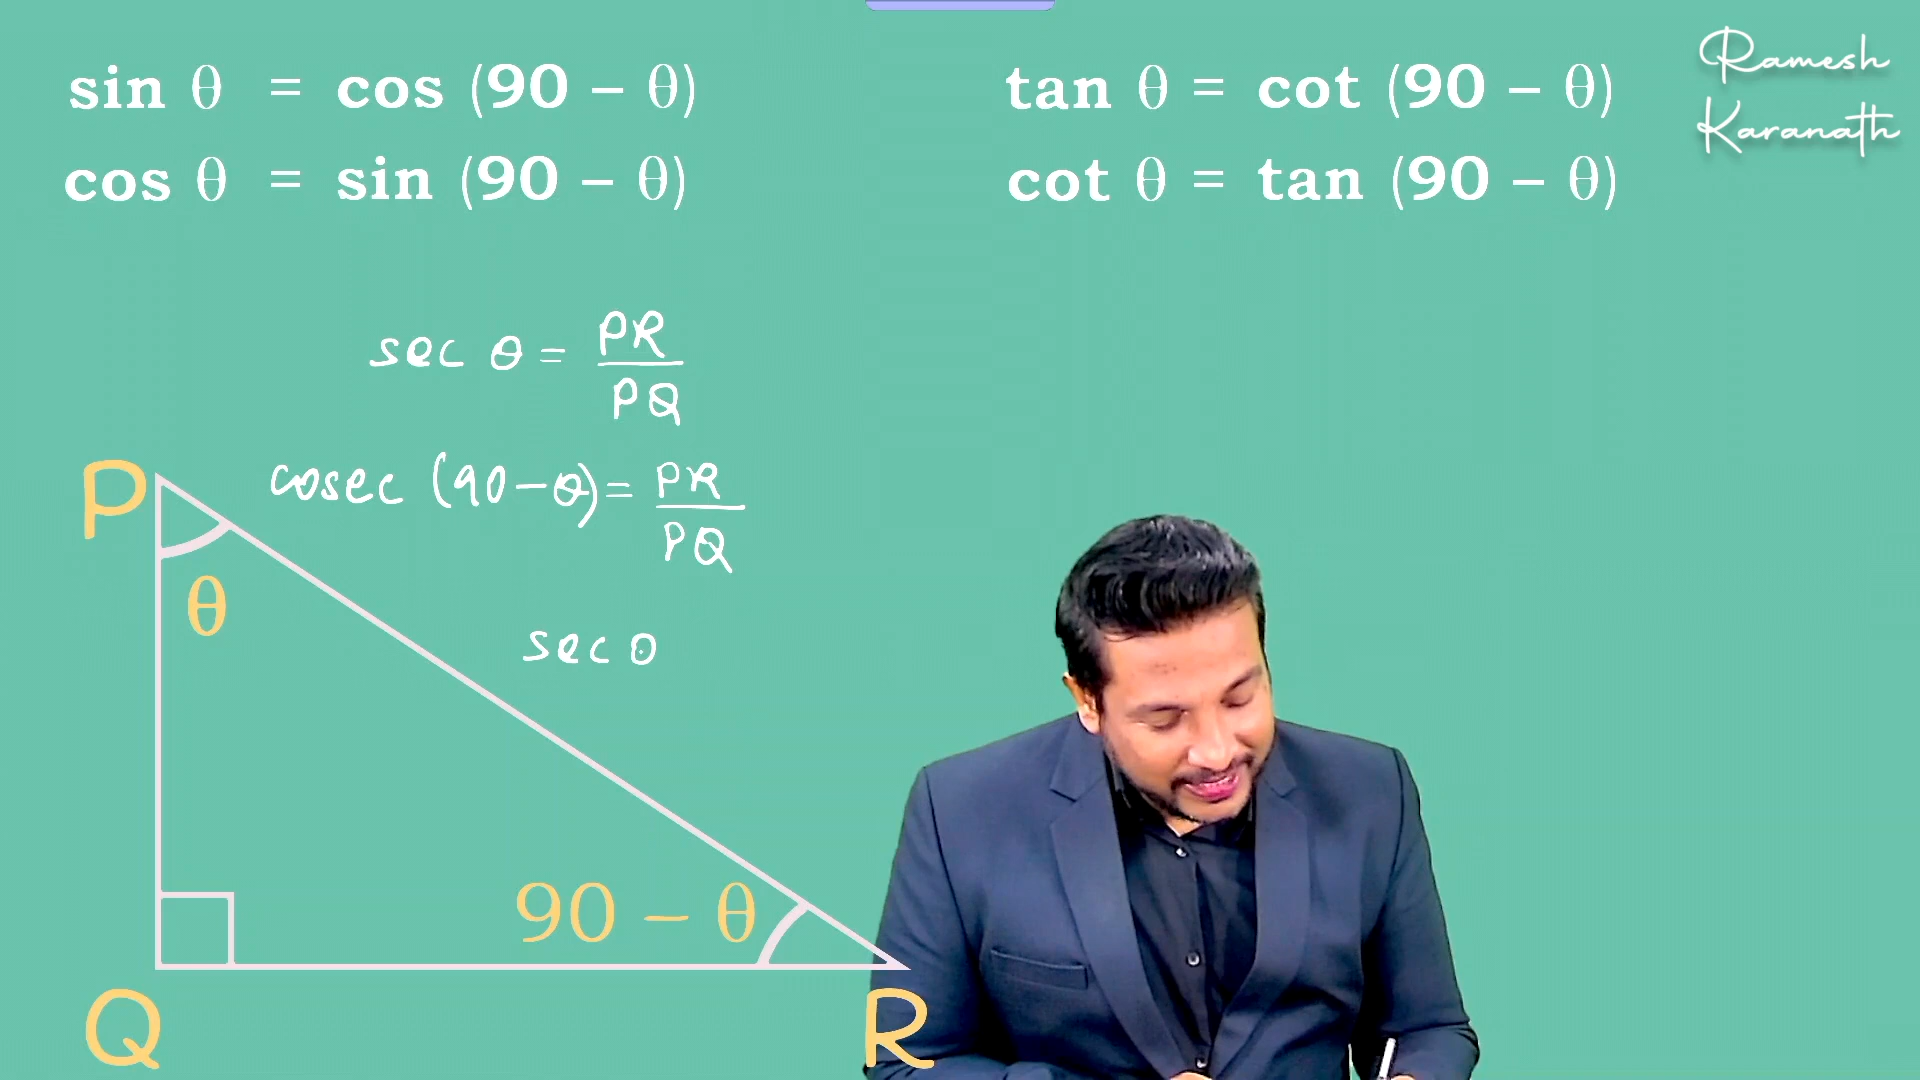 sin θ = cos (90 – θ)
cos θ = sin (90 – θ)
tan θ = cot (90 – θ)
cot θ = tan (90 – θ)
Ramesh
Karanath
sec θ = PR
PQ
cosec (90-θ) = PR
PQ
sec θ
P
θ
90 – θ
Q
R